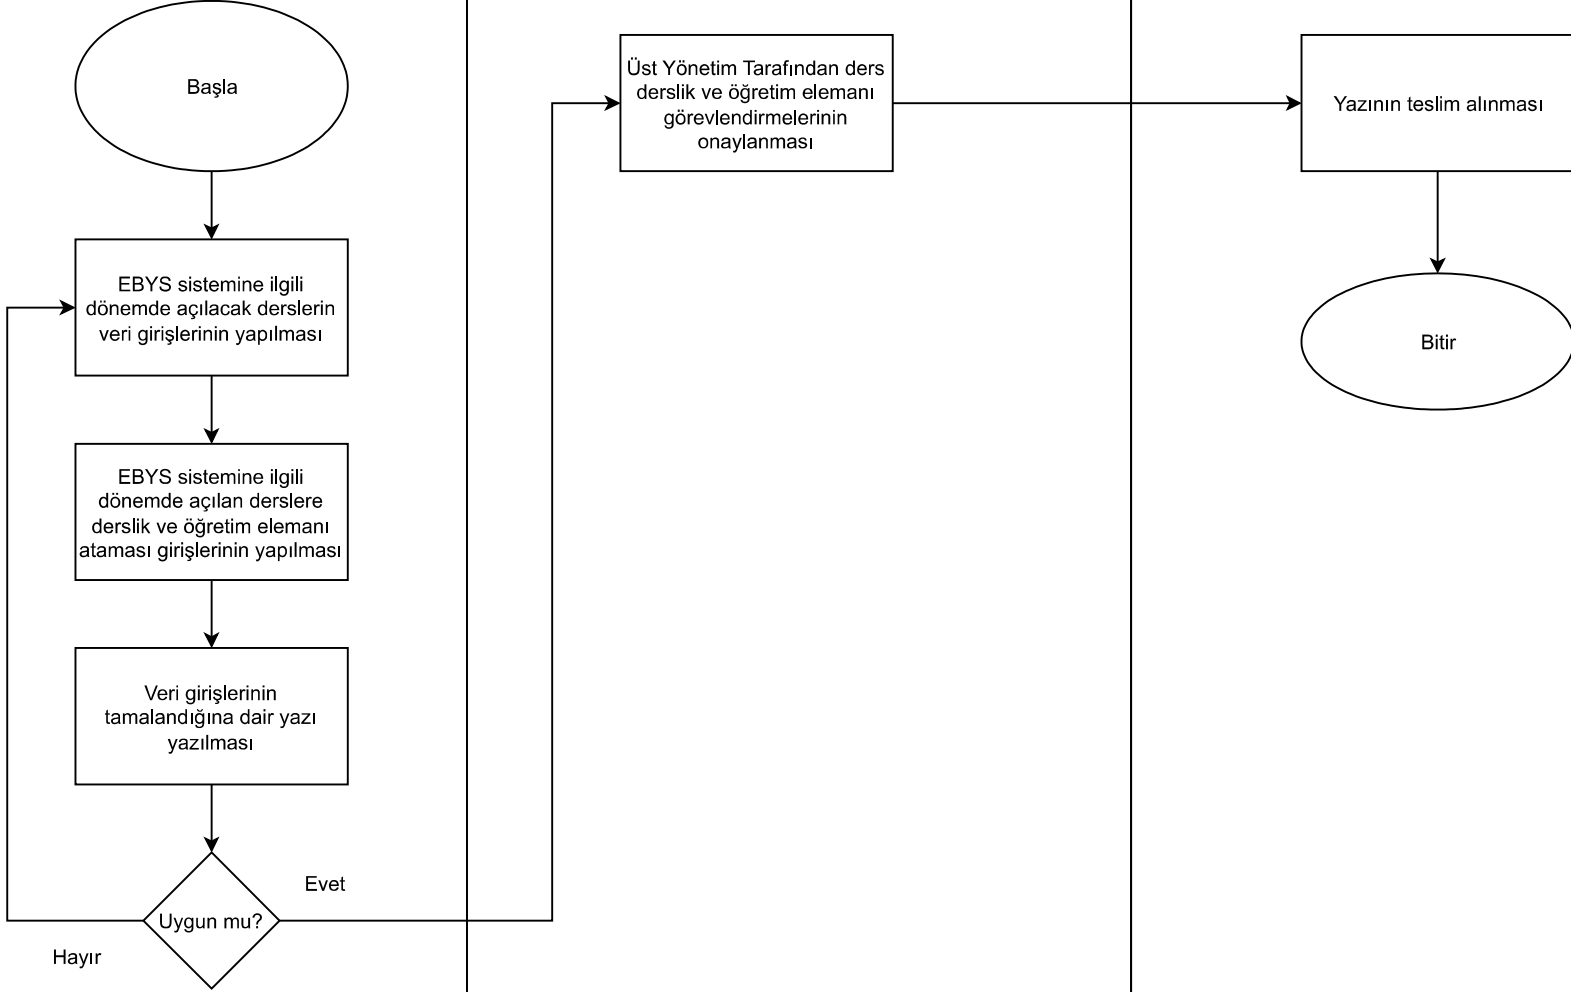 Başla
EBYS sistemine ilgili
dönemde açılacak derslerin
veri girişlerinin yapılması
EBYS sistemine ilgili
dönemde açılan derslere
derslik ve öğretim elemanı
ataması girişlerinin yapılması
Veri girişlerinin
tamalandığına dair yazı
yazılması
Uygun mu?
Evet
Hayır
Üst Yönetim Tarafından ders
derslik ve öğretim elemanı
görevlendirmelerinin
onaylanması
Yazının teslim alınması
Bitir